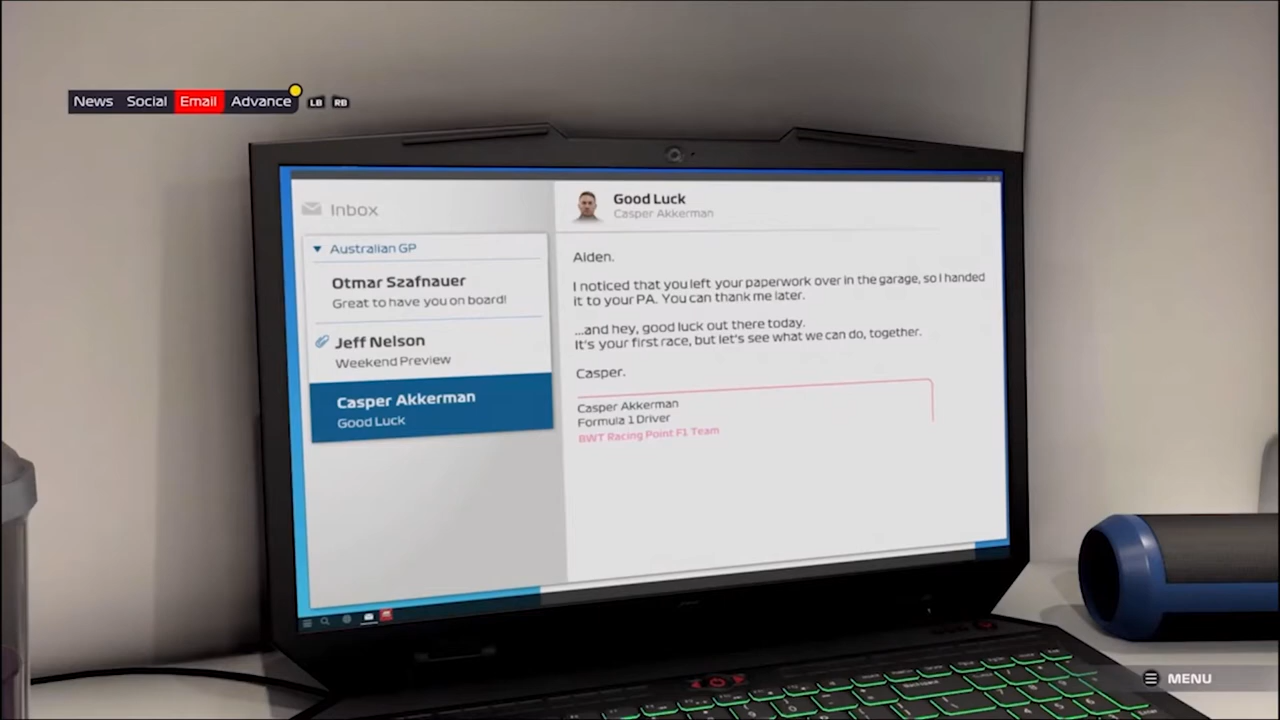 News Social Email Advance LB RB
Inbox
Australian GP
Otmar Szafnauer
Great to have you on board!
Jeff Nelson
Weekend Preview
Casper Akkerman
Good Luck
Good Luck
Casper Akkerman
Aiden.
I noticed that you left your paperwork over in the garage, so I handed
it to your PA. You can thank me later.
...and hey, good luck out there today.
It's your first race, but let's see what we can do, together.
Casper.
Casper Akkerman
Formula 1 Driver
BWT Racing Point F1 Team
MENU